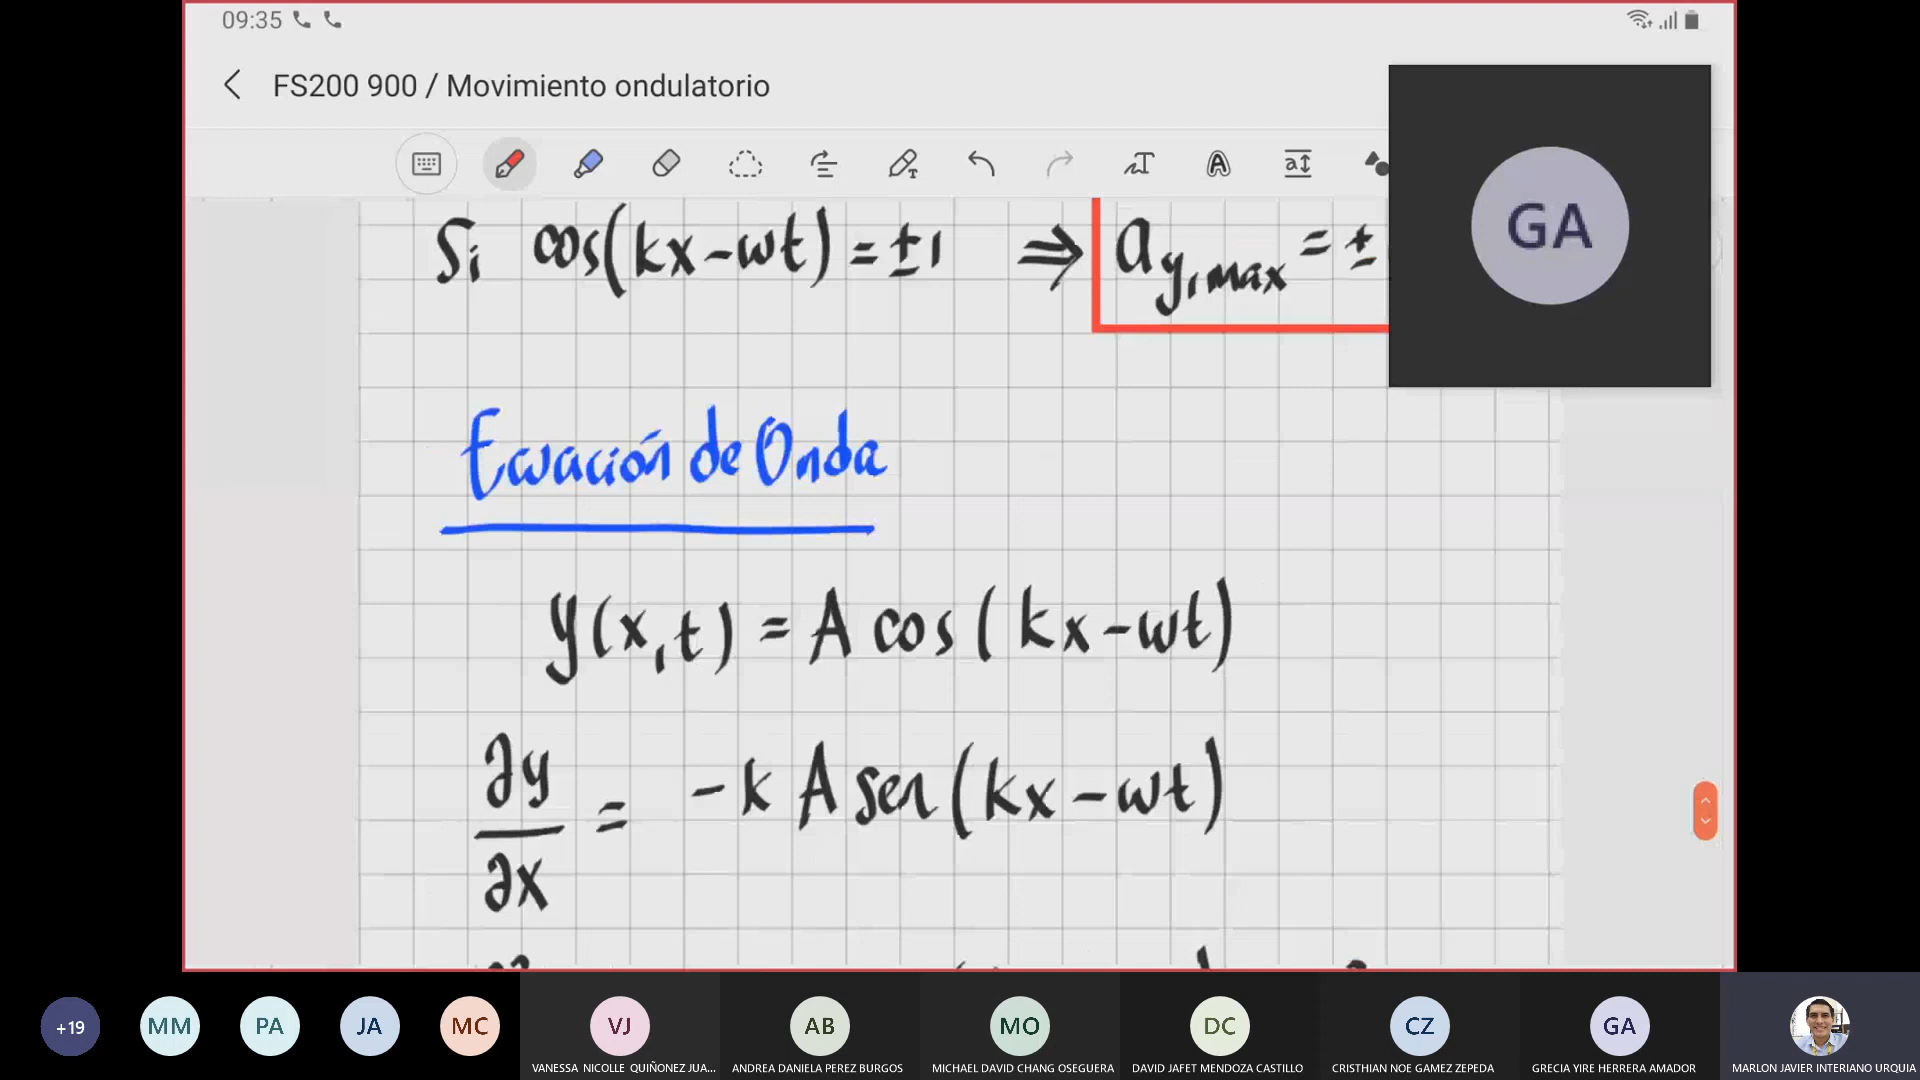 09:35
FS200 900 / Movimiento ondulatorio
Si cos(kx-wt) = ±1 ⇒ a y,max = ±
GA
Ecuación de Onda
y(x,t) = A cos(kx-wt)
∂y/∂x = -k A sen(kx-wt)
+19
MM
PA
JA
MC
VJ
AB
MO
DC
CZ
GA
VANESSA NICOLLE QUIÑONEZ JUA...
ANDREA DANIELA PEREZ BURGOS
MICHAEL DAVID CHANG OSEGUERA
DAVID JAFET MENDOZA CASTILLO
CRISTHIAN NOE GAMEZ ZEPEDA
GRECIA YIRE HERRERA AMADOR
MARLON JAVIER INTERIANO URQUIA